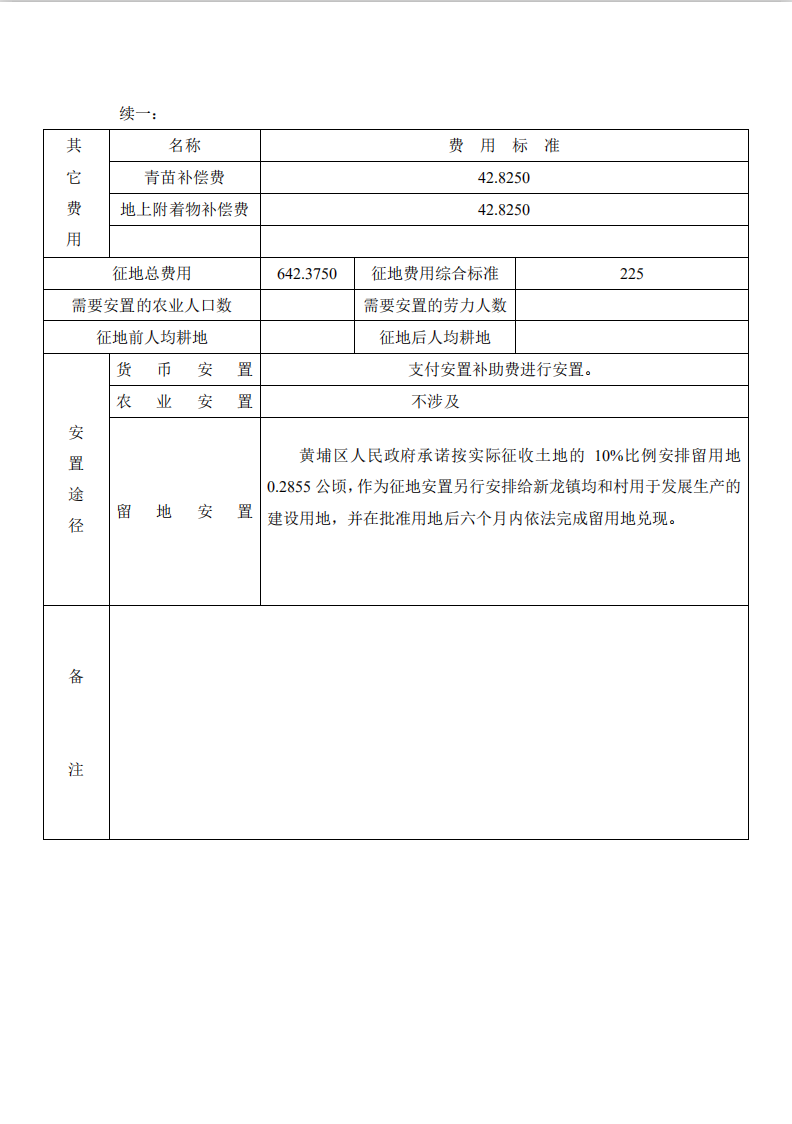 续一：
其它费用
名称 费用标准
青苗补偿费 42.8250
地上附着物补偿费 42.8250
征地总费用 642.3750 征地费用综合标准 225
需要安置的农业人口数 需要安置的劳力人数
征地前人均耕地 征地后人均耕地
安置途径
货币安置 支付安置补助费进行安置。
农业安置 不涉及
留地安置
黄埔区人民政府承诺按实际征收土地的 10%比例安排留用地
0.2855 公顷，作为征地安置另行安排给新龙镇均和村用于发展生产的
建设用地，并在批准用地后六个月内依法完成留用地兑现。
备注